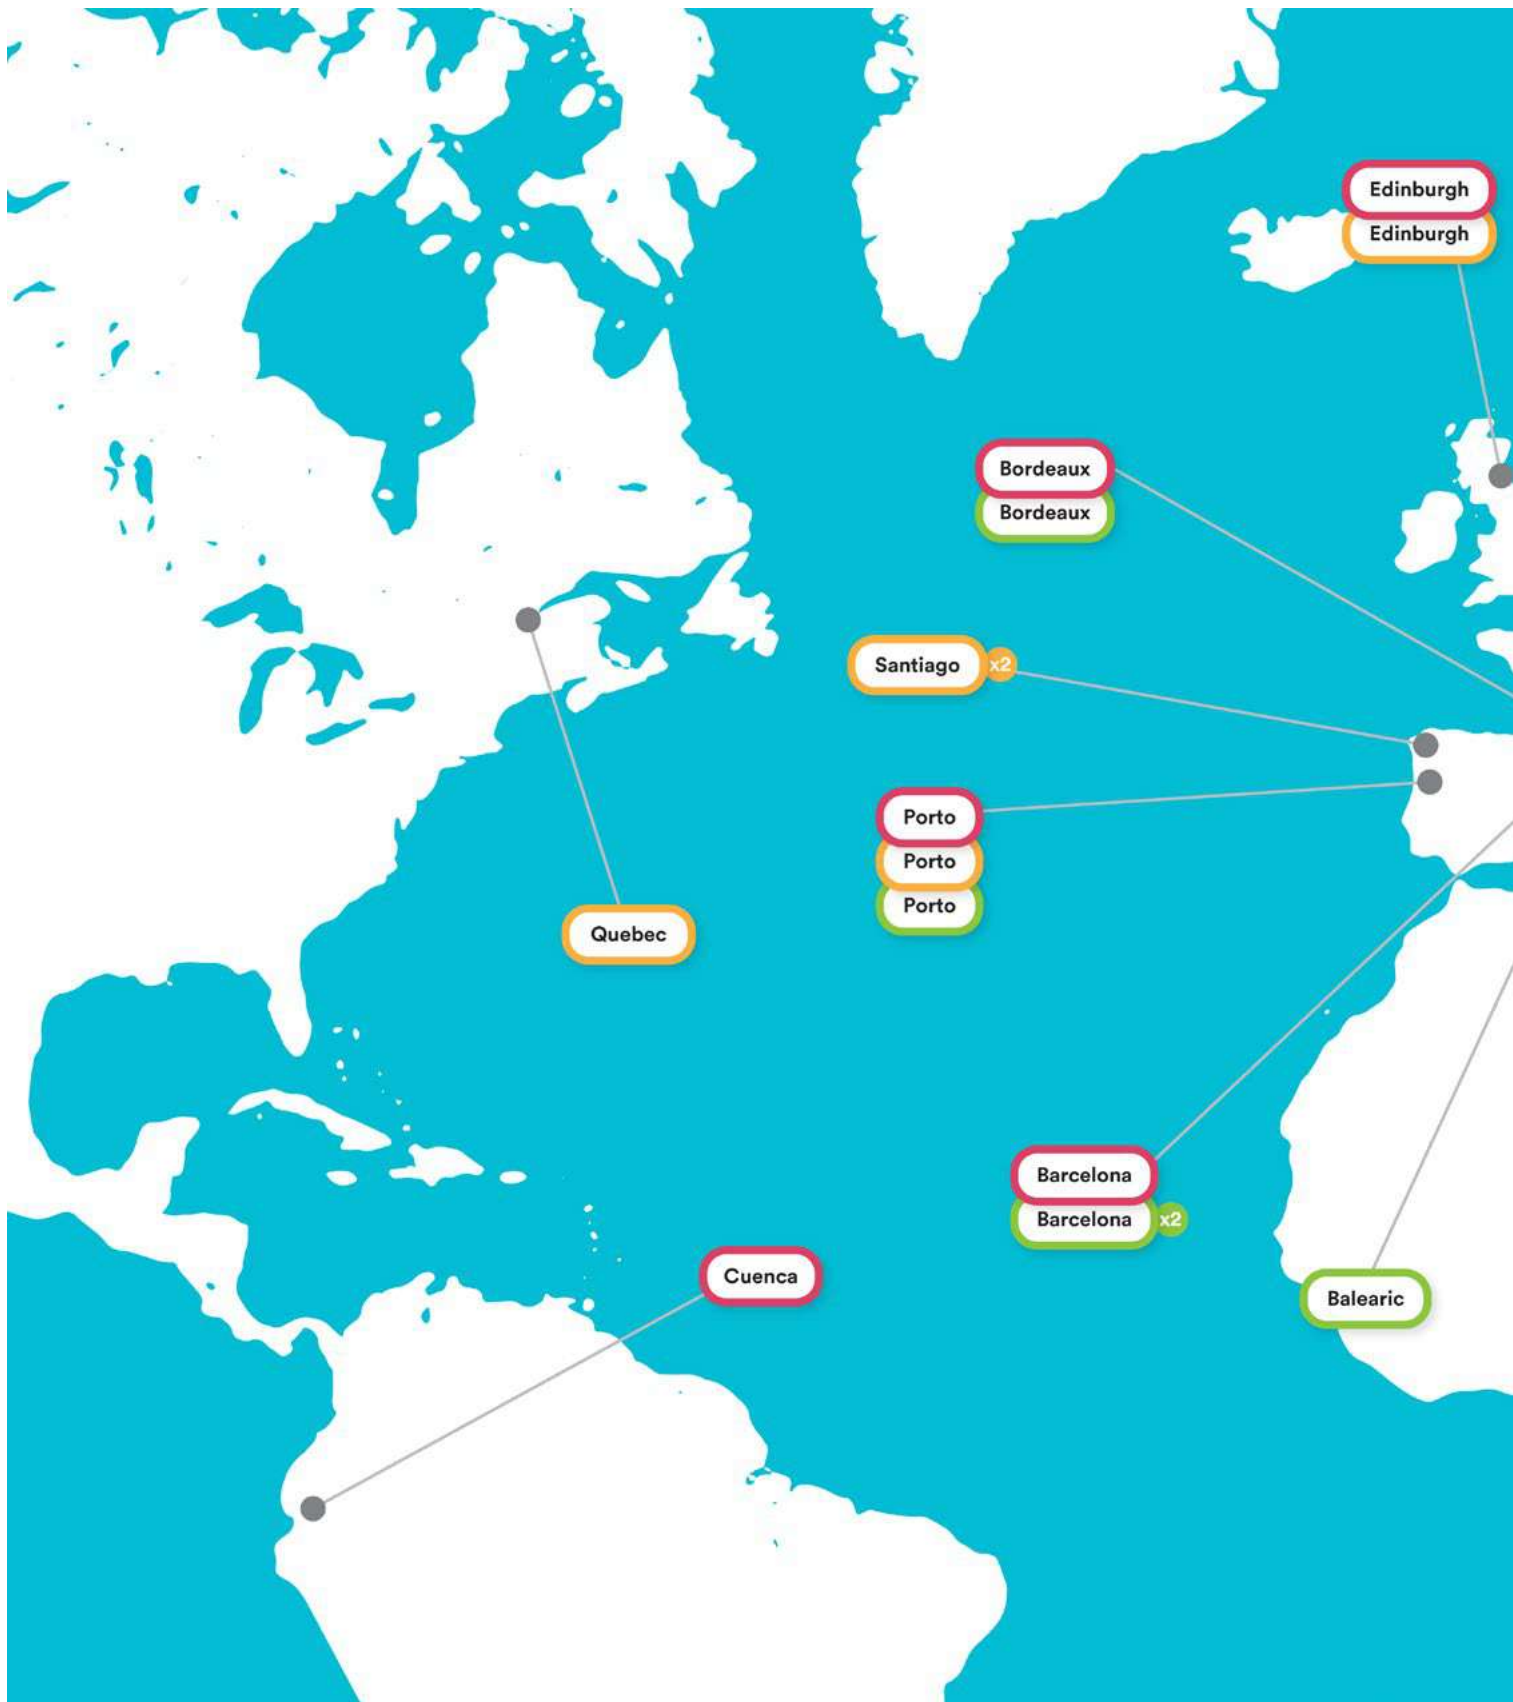 Edinburgh
Edinburgh
Bordeaux
Bordeaux
Santiago x2
Porto
Porto
Porto
Quebec
Barcelona
Barcelona x2
Cuenca
Balearic